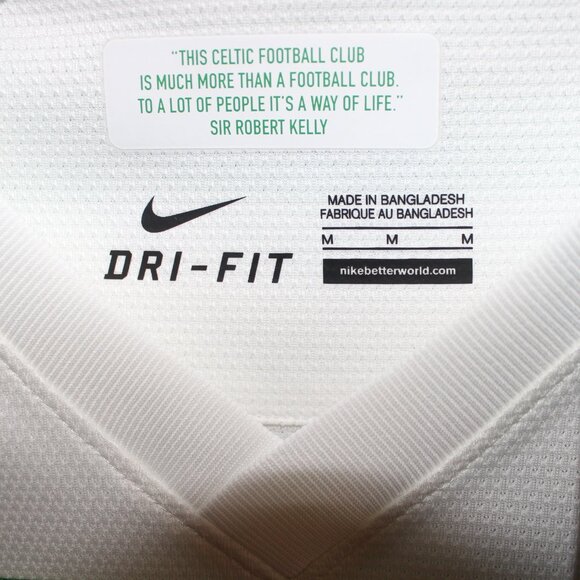 “THIS CELTIC FOOTBALL CLUB
IS MUCH MORE THAN A FOOTBALL CLUB.
TO A LOT OF PEOPLE IT’S A WAY OF LIFE.”
SIR ROBERT KELLY
DRI-FIT
MADE IN BANGLADESH
FABRIQUE AU BANGLADESH
M M M
nikebetterworld.com